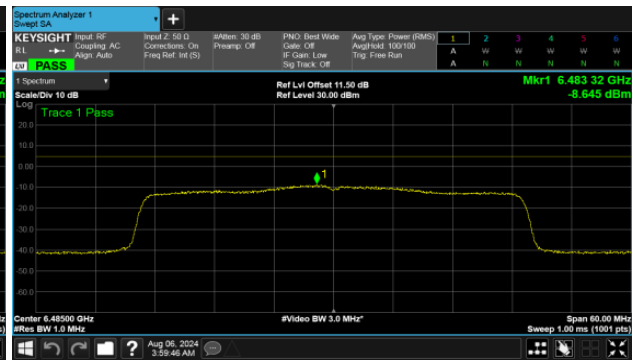 Spectrum Analyzer 1
Swept SA
KEYSIGHT Input: RF Input Z: 50 Ω #Atten: 30 dB PNO: Best Wide Avg Type: Power (RMS) 1 2 3 4 5 6
RL Coupling: AC Corrections: On Preamp: Off Gate: Off Avg|Hold: 100/100 A W W W W W
Align: Auto Freq Ref: Int (S) IF Gain: Low Trig: Free Run
LXI PASS Sig Track: Off A N N N N N
1 Spectrum Ref Lvl Offset 11.50 dB Mkr1 6.483 32 GHz
Scale/Div 10 dB Ref Level 30.00 dBm -8.645 dBm
Log
Trace 1 Pass
20.0
10.0
0.00
1
-10.0
-20.0
-30.0
-40.0
-50.0
-60.0
Center 6.48500 GHz #Video BW 3.0 MHz* Span 60.00 MHz
#Res BW 1.0 MHz Sweep 1.00 ms (1001 pts)
? Aug 06, 2024
3:59:46 AM